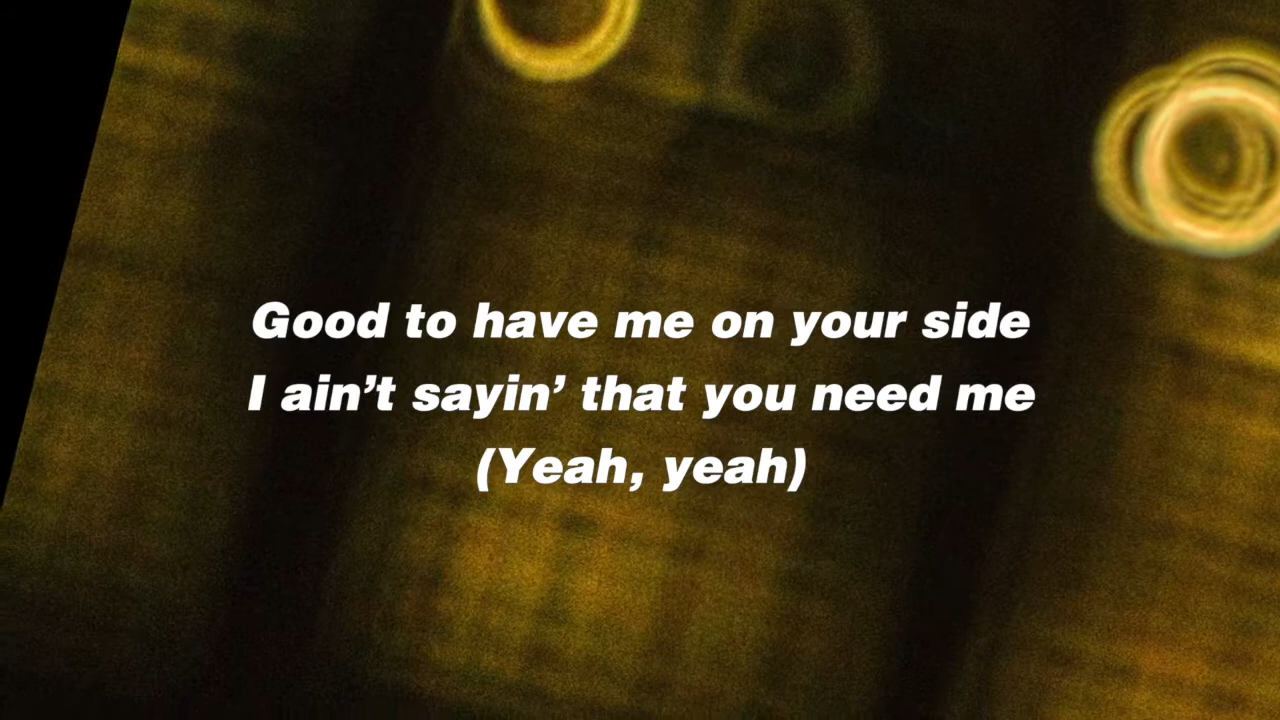 Good to have me on your side
I ain’t sayin’ that you need me
(Yeah, yeah)